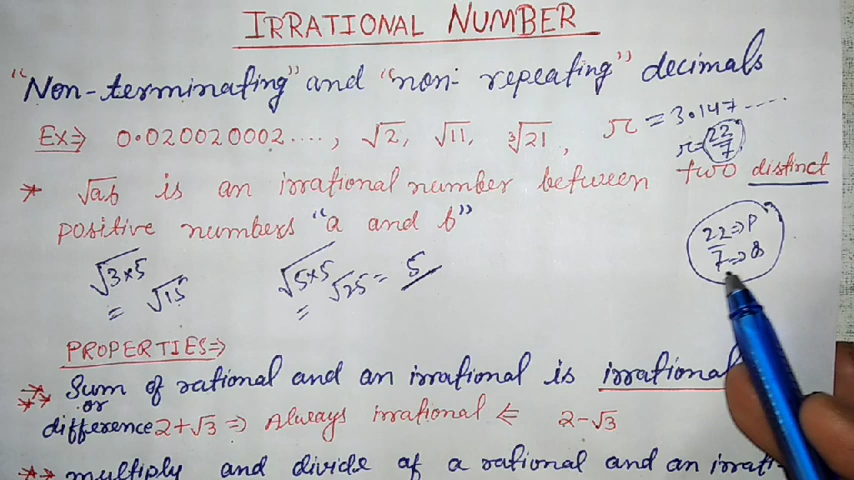 IRRATIONAL NUMBER
"Non-terminating" and "non- repeating" decimals
Ex⇒ 0.020020002...., √2, √11, ∛21, π = 3.147----
π=22/7
* √ab is an irrational number between two distinct
positive numbers "a and b"
√3×5
= √15
√5×5
= √25 = 5
22⇒P
7⇒8
PROPERTIES⇒
** Sum of rational and an irrational is irrational
or
difference 2+√3 ⇒ Always irrational ⇐ 2-√3
** multiply and divide of a rational and an irrati-